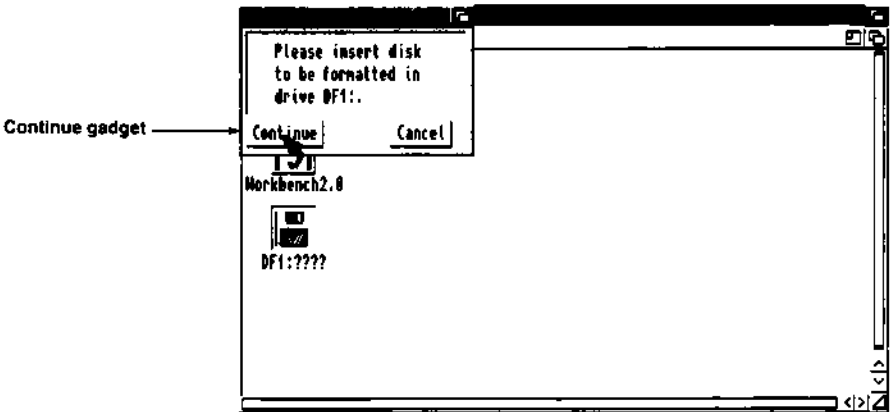 Please insert disk
to be formatted in
drive DF1:.
Continue gadget
Continue
Cancel
Workbench2.0
DF1:????